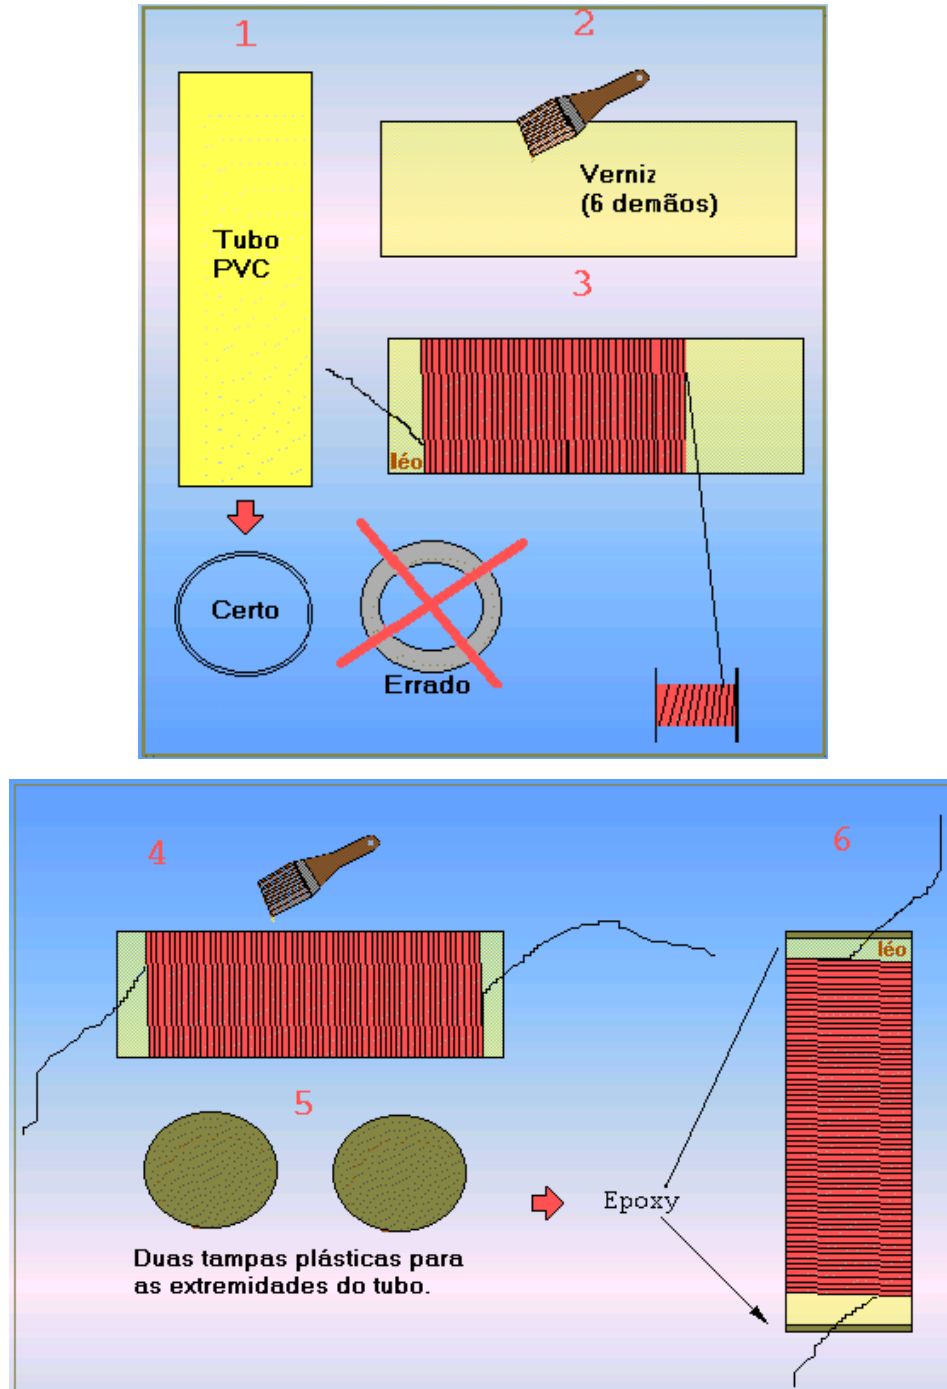 1
2
Tubo
PVC
Verniz
(6 demãos)
3
léo
Certo
Errado
4
6
léo
5
Epoxy
Duas tampas plásticas para
as extremidades do tubo.